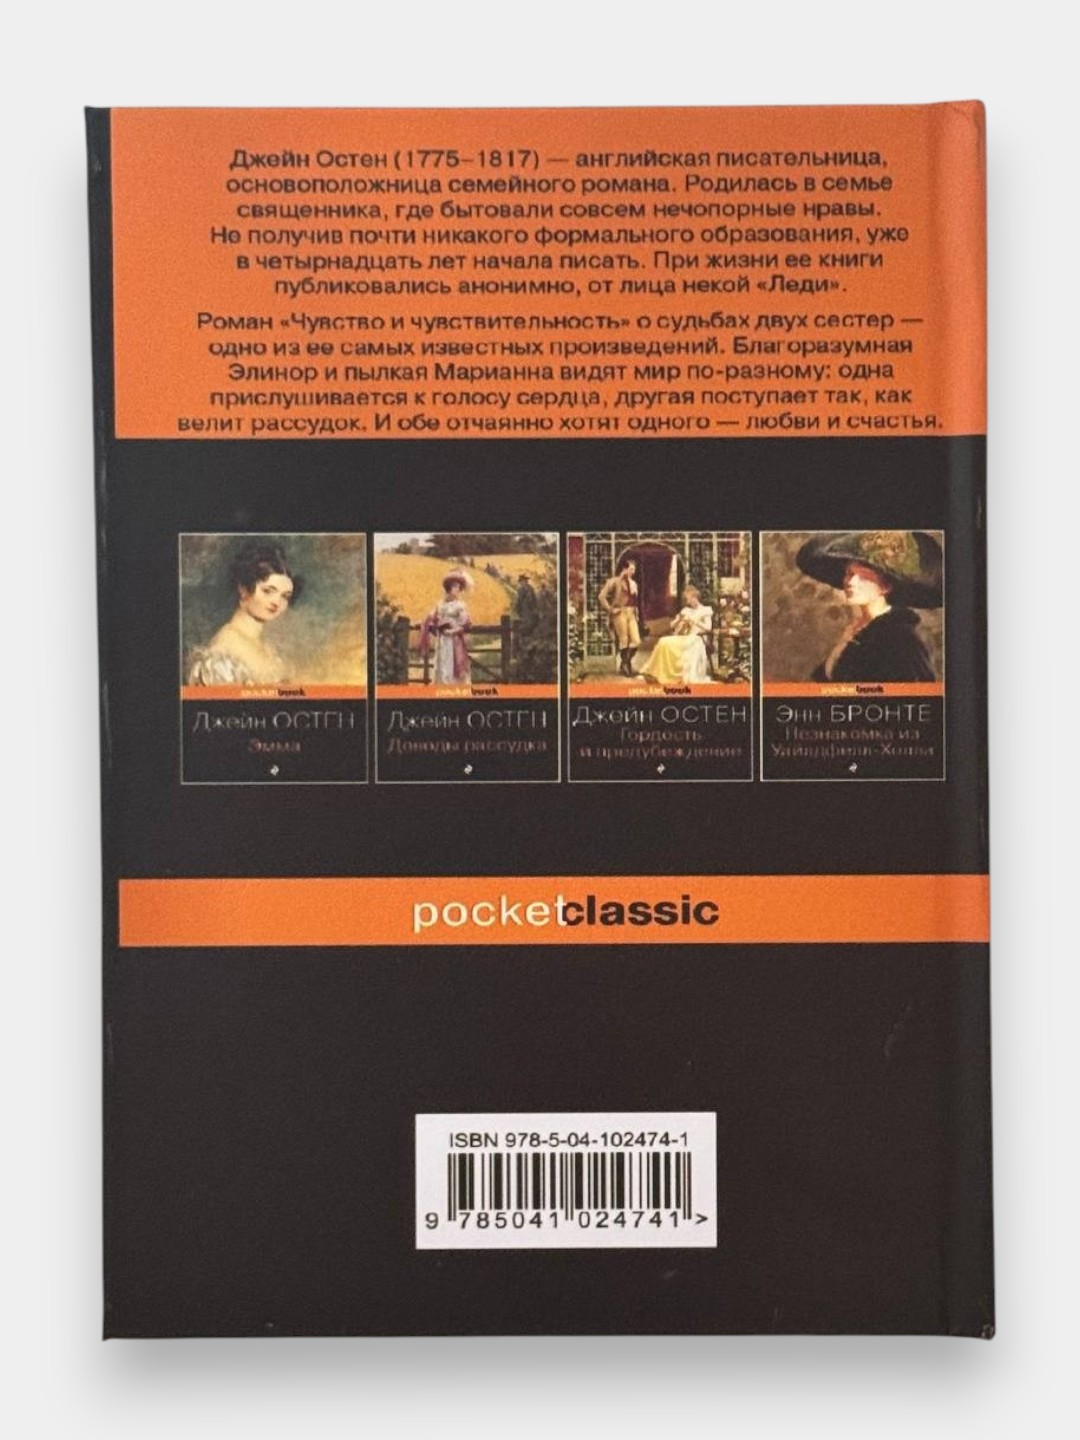 Джейн Остен (1775–1817) — английская писательница,
основоположница семейного романа. Родилась в семье
священника, где бытовали совсем нечопорные нравы.
Не получив почти никакого формального образования, уже
в четырнадцать лет начала писать. При жизни ее книги
публиковались анонимно, от лица некой «Леди».
Роман «Чувство и чувствительность» о судьбах двух сестер —
одно из ее самых известных произведений. Благоразумная
Элинор и пылкая Марианна видят мир по-разному: одна
прислушивается к голосу сердца, другая поступает так, как
велит рассудок. И обе отчаянно хотят одного — любви и счастья.
pocketbook
Джейн ОСТЕН
Эмма
pocketbook
Джейн ОСТЕН
Доводы рассудка
pocketbook
Джейн ОСТЕН
Гордость
и предубеждение
pocketbook
Энн БРОНТЕ
Незнакомка из
Уайлдфелл-Холла
pocketclassic
ISBN 978-5-04-102474-1
9 785041 024741 >